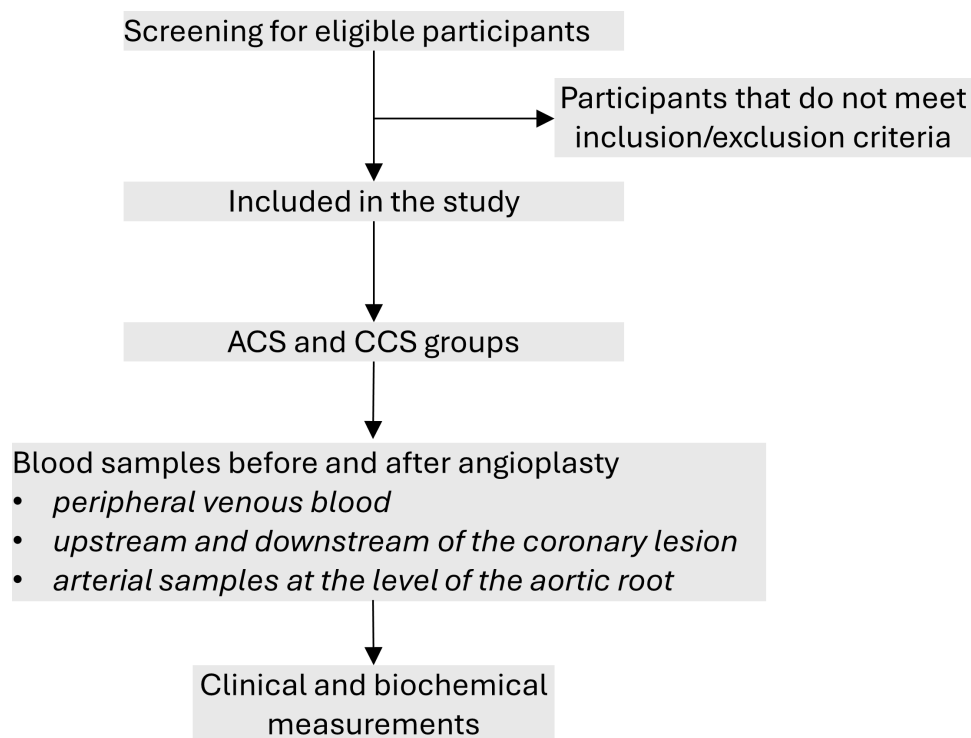 Screening for eligible participants
Participants that do not meet
inclusion/exclusion criteria
Included in the study
ACS and CCS groups
Blood samples before and after angioplasty
• peripheral venous blood
• upstream and downstream of the coronary lesion
• arterial samples at the level of the aortic root
Clinical and biochemical
measurements